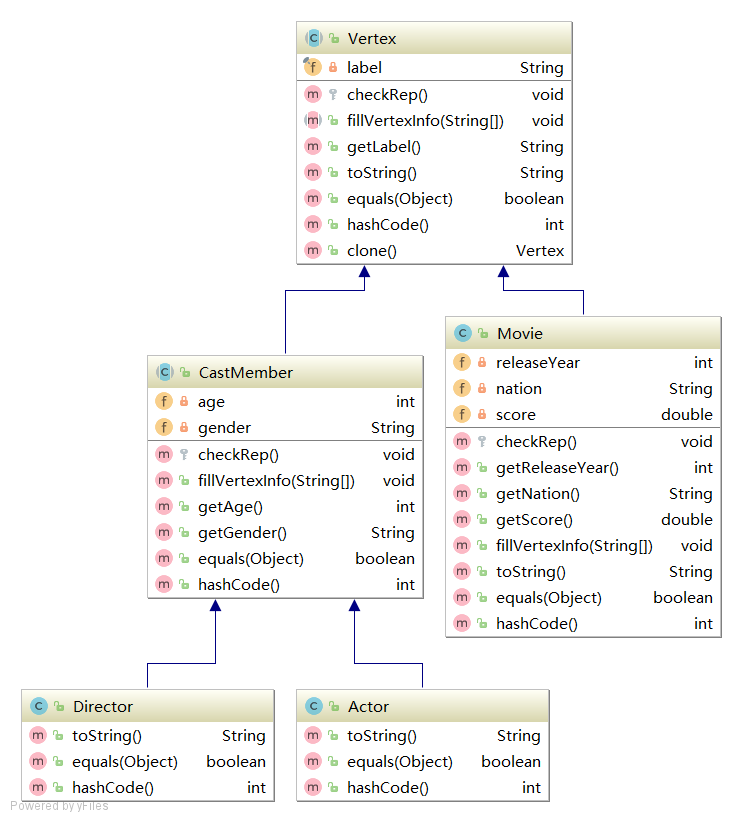 Vertex
label String
checkRep() void
fillVertexInfo(String[]) void
getLabel() String
toString() String
equals(Object) boolean
hashCode() int
clone() Vertex
CastMember
age int
gender String
checkRep() void
fillVertexInfo(String[]) void
getAge() int
getGender() String
equals(Object) boolean
hashCode() int
Movie
releaseYear int
nation String
score double
checkRep() void
getReleaseYear() int
getNation() String
getScore() double
fillVertexInfo(String[]) void
toString() String
equals(Object) boolean
hashCode() int
Director
toString() String
equals(Object) boolean
hashCode() int
Actor
toString() String
equals(Object) boolean
hashCode() int
Powered by yFiles